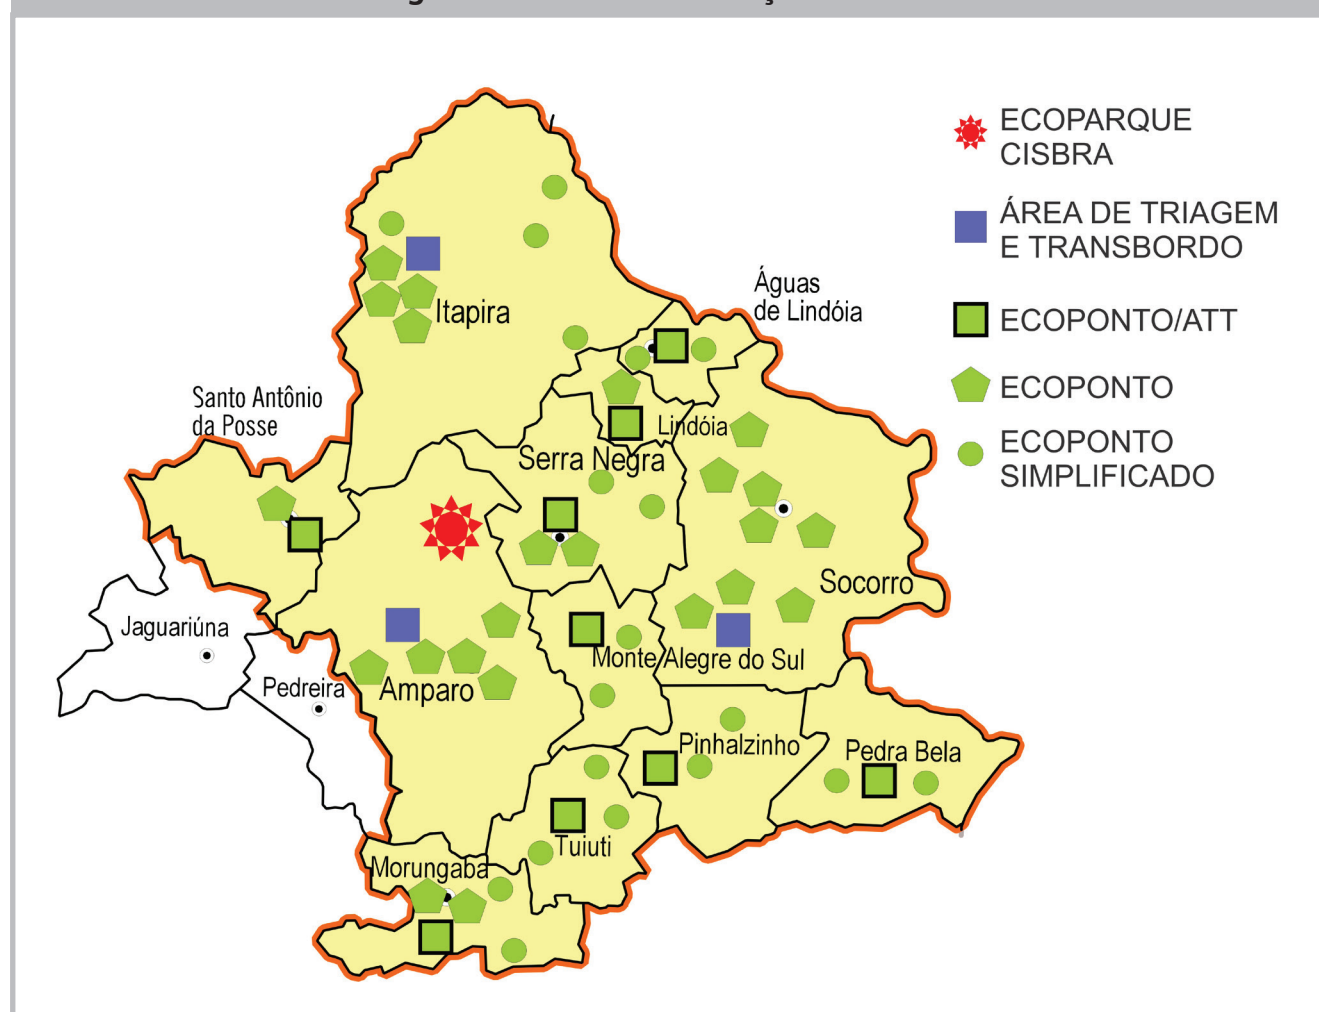 ECOPARQUE
CISBRA
ÁREA DE TRIAGEM
E TRANSBORDO
ECOPONTO/ATT
ECOPONTO
ECOPONTO
SIMPLIFICADO
Águas
de Lindóia
Itapira
Santo Antônio
da Posse
Lindóia
Serra Negra
Socorro
Jaguariúna
Monte Alegre do Sul
Pedreira
Amparo
Pinhalzinho
Pedra Bela
Tuiuti
Morungaba